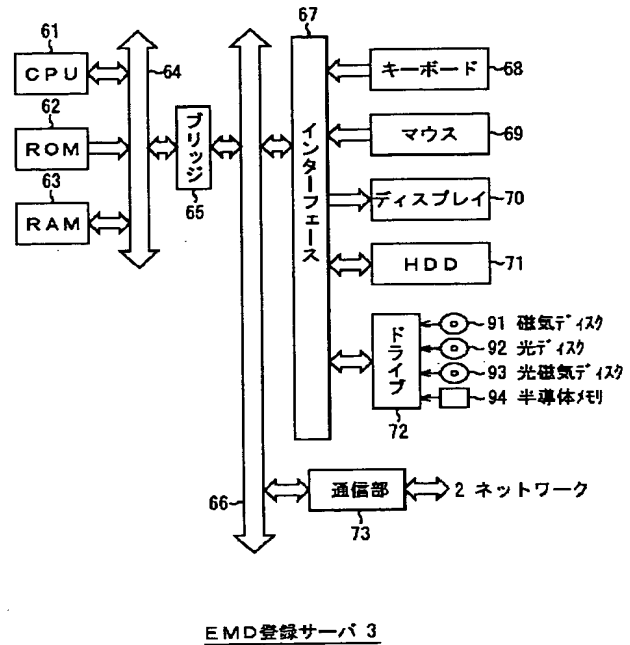 61
CPU
64
62
ROM
63
RAM
ブリッジ
65
66
67
インターフェース
キーボード
68
マウス
69
ディスプレイ
70
HDD
71
ドライブ
72
91 磁気ディスク
92 光ディスク
93 光磁気ディスク
94 半導体メモリ
通信部
73
2 ネットワーク
EMD登録サーバ 3